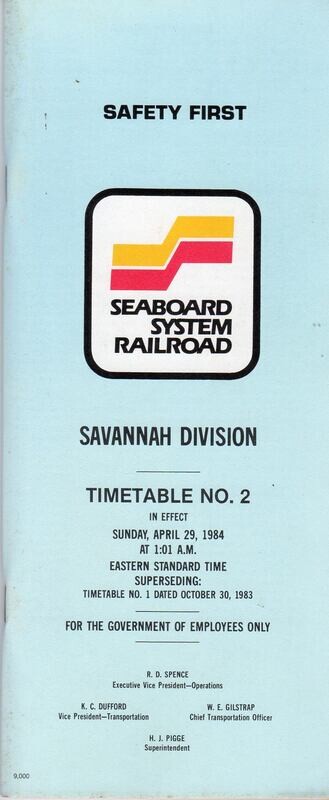 SAFETY FIRST
SEABOARD
SYSTEM
RAILROAD
SAVANNAH DIVISION
TIMETABLE NO. 2
IN EFFECT
SUNDAY, APRIL 29, 1984
AT 1:01 A.M.
EASTERN STANDARD TIME
SUPERSEDING:
TIMETABLE NO. 1 DATED OCTOBER 30, 1983
FOR THE GOVERNMENT OF EMPLOYEES ONLY
R. D. SPENCE
Executive Vice President—Operations
K. C. DUFFORD
Vice President—Transportation
W. E. GILSTRAP
Chief Transportation Officer
H. J. PIGGE
Superintendent
9,000